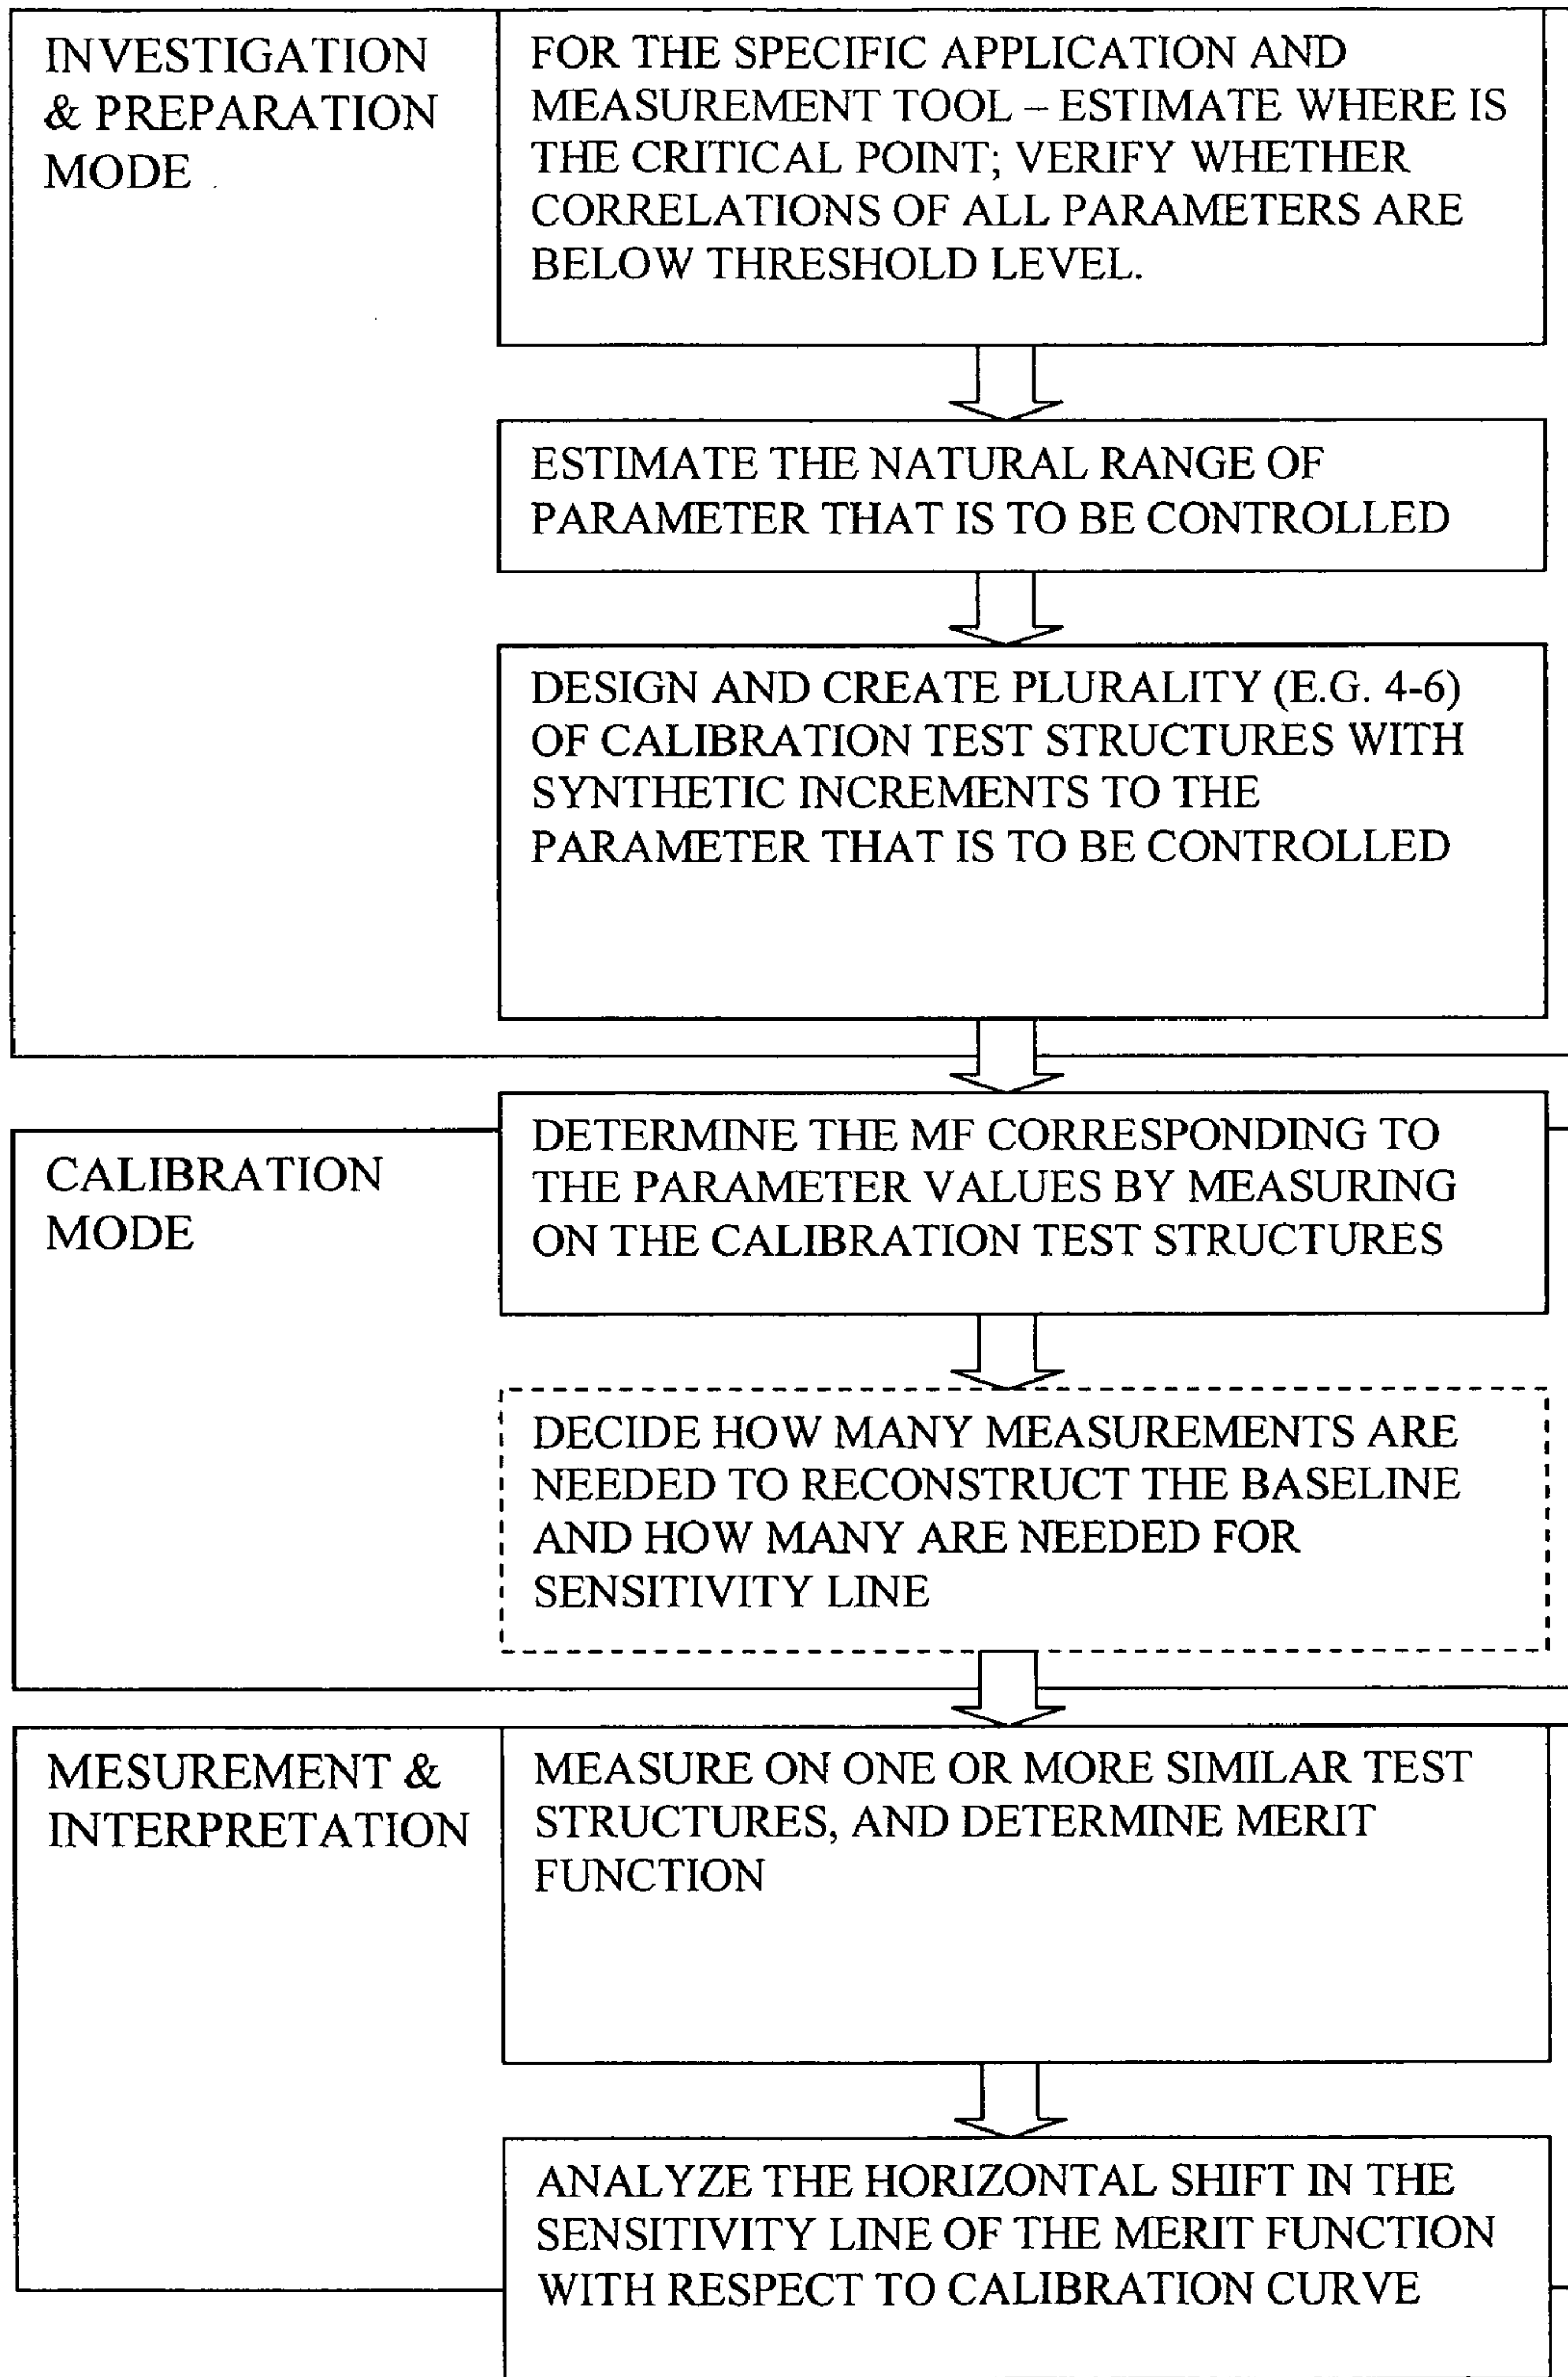 INVESTIGATION
& PREPARATION
MODE
FOR THE SPECIFIC APPLICATION AND
MEASUREMENT TOOL – ESTIMATE WHERE IS
THE CRITICAL POINT; VERIFY WHETHER
CORRELATIONS OF ALL PARAMETERS ARE
BELOW THRESHOLD LEVEL.
ESTIMATE THE NATURAL RANGE OF
PARAMETER THAT IS TO BE CONTROLLED
DESIGN AND CREATE PLURALITY (E.G. 4-6)
OF CALIBRATION TEST STRUCTURES WITH
SYNTHETIC INCREMENTS TO THE
PARAMETER THAT IS TO BE CONTROLLED
CALIBRATION
MODE
DETERMINE THE MF CORRESPONDING TO
THE PARAMETER VALUES BY MEASURING
ON THE CALIBRATION TEST STRUCTURES
DECIDE HOW MANY MEASUREMENTS ARE
NEEDED TO RECONSTRUCT THE BASELINE
AND HOW MANY ARE NEEDED FOR
SENSITIVITY LINE
MESUREMENT &
INTERPRETATION
MEASURE ON ONE OR MORE SIMILAR TEST
STRUCTURES, AND DETERMINE MERIT
FUNCTION
ANALYZE THE HORIZONTAL SHIFT IN THE
SENSITIVITY LINE OF THE MERIT FUNCTION
WITH RESPECT TO CALIBRATION CURVE